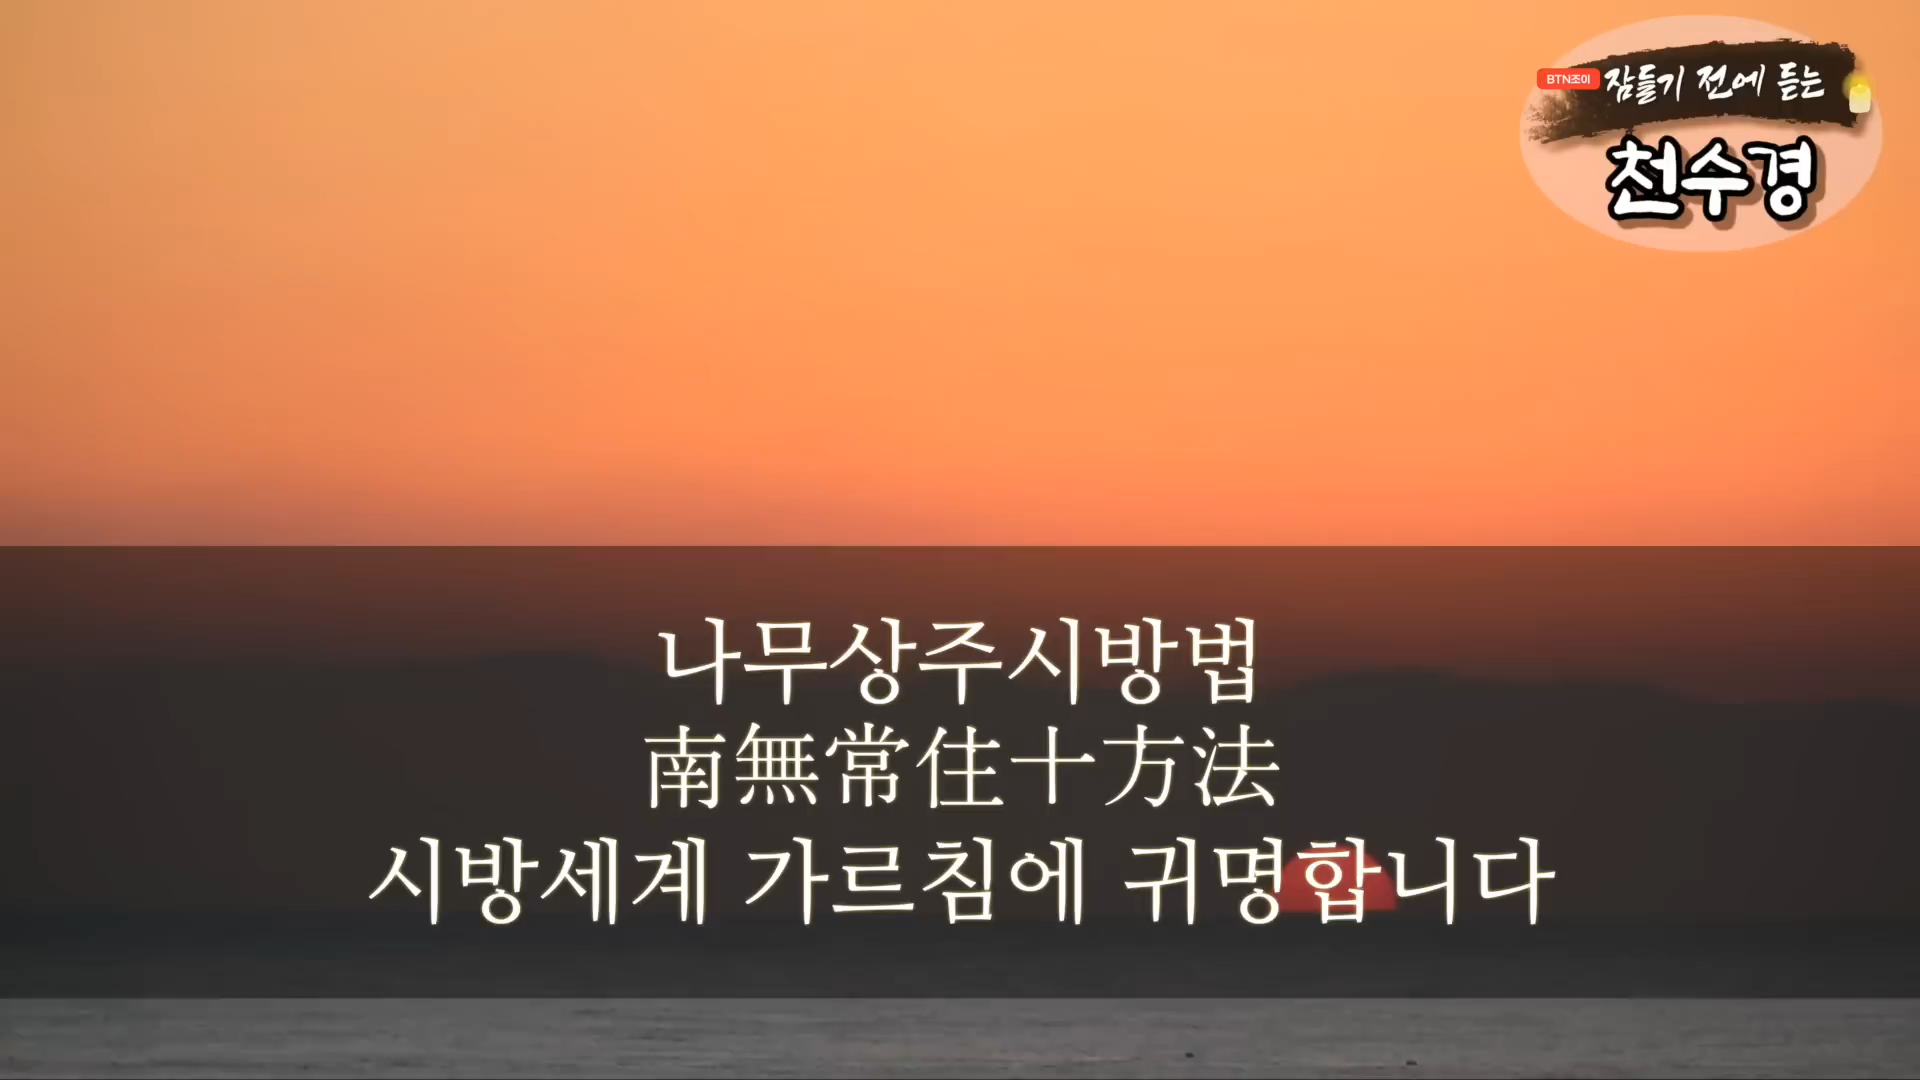 BTN조이 잠들기 전에 듣는
천수경
나무상주시방법
南無常住十方法
시방세계 가르침에 귀명합니다